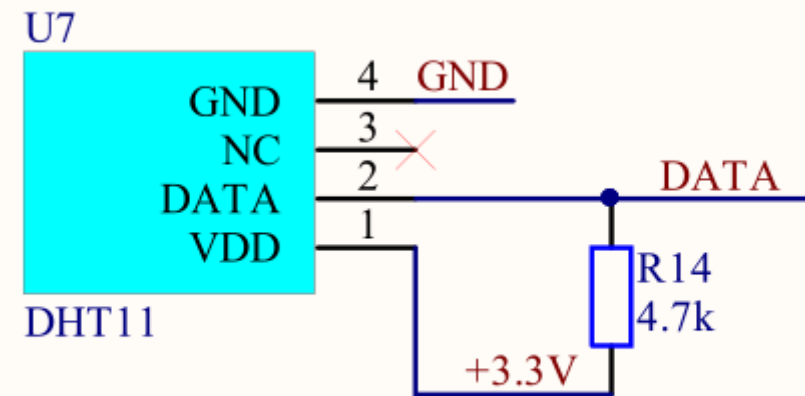 U7
4 GND
GND
3
NC
2 DATA
DATA
1
VDD
R14
4.7k
DHT11
+3.3V